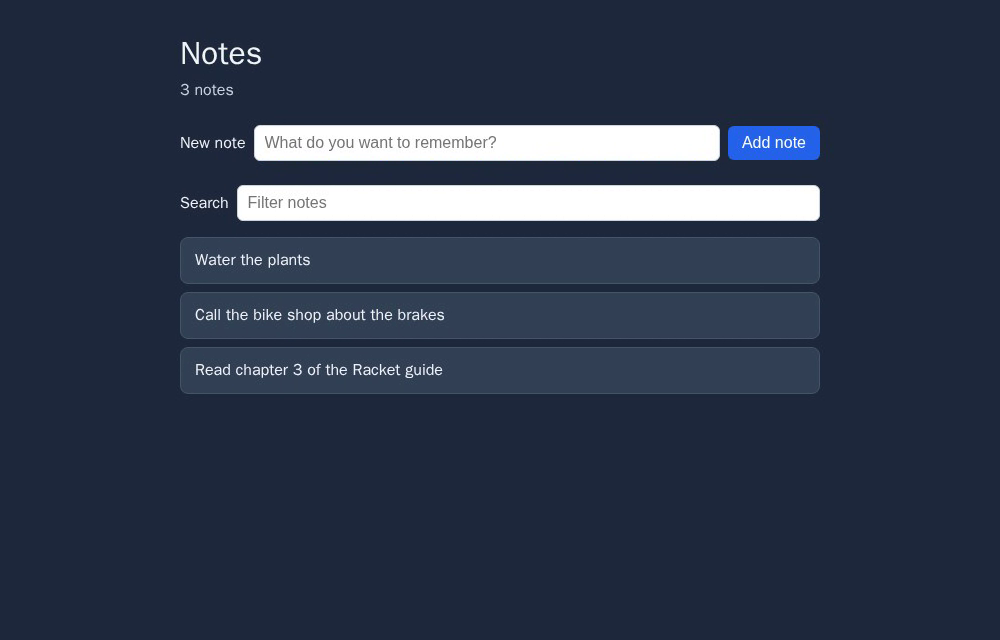 Notes
3 notes
New note What do you want to remember? Add note
Search Filter notes
Water the plants
Call the bike shop about the brakes
Read chapter 3 of the Racket guide